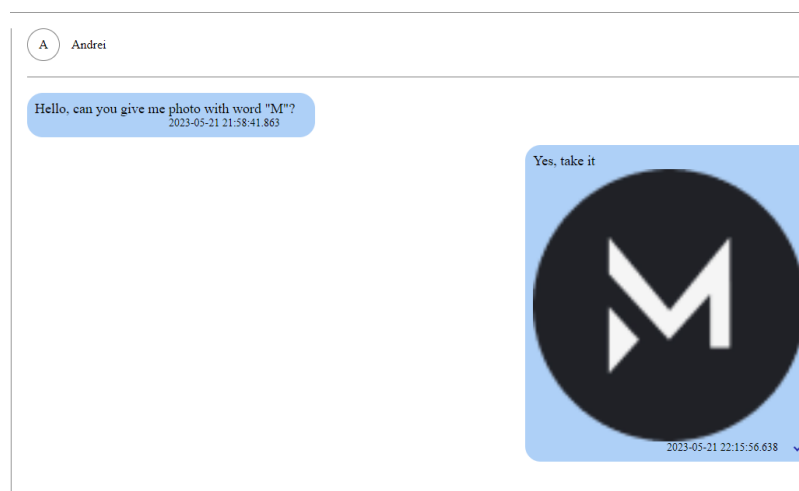 A Andrei
Hello, can you give me photo with word "M"?
2023-05-21 21:58:41.863
Yes, take it
M
2023-05-21 22:15:56.638